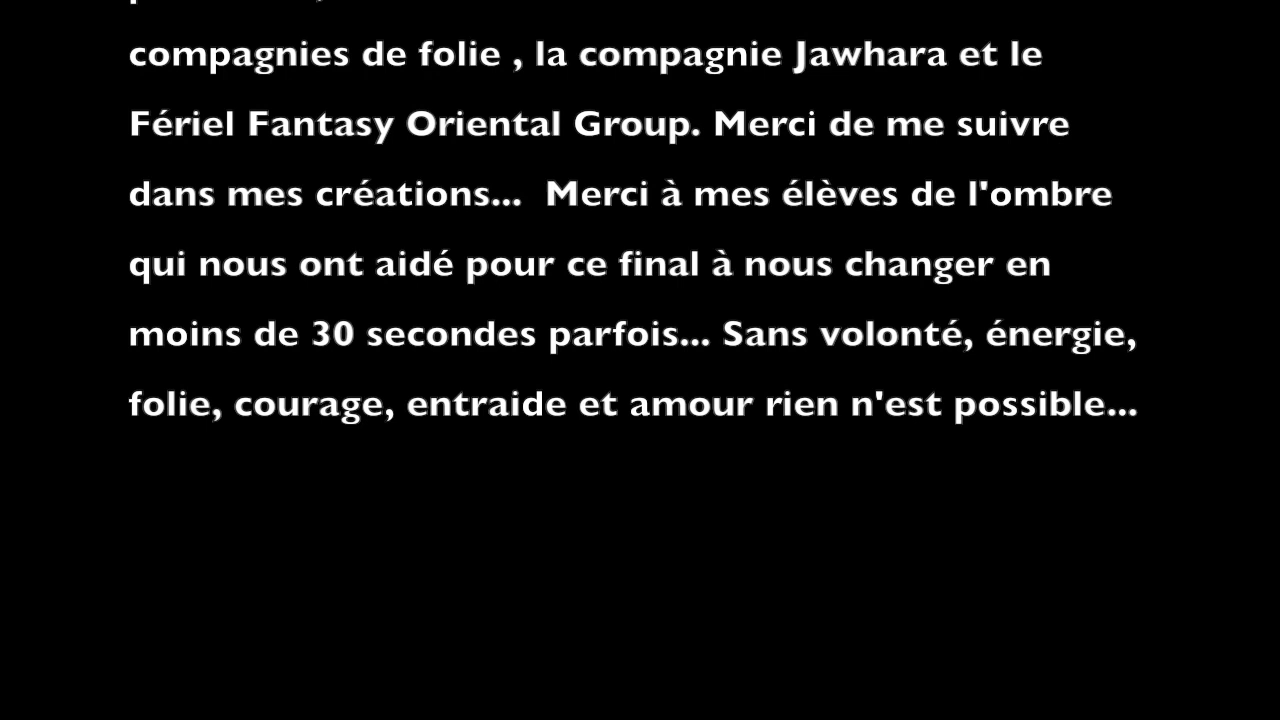 compagnies de folie , la compagnie Jawhara et le
Fériel Fantasy Oriental Group. Merci de me suivre
dans mes créations...  Merci à mes élèves de l'ombre
qui nous ont aidé pour ce final à nous changer en
moins de 30 secondes parfois... Sans volonté, énergie,
folie, courage, entraide et amour rien n'est possible...